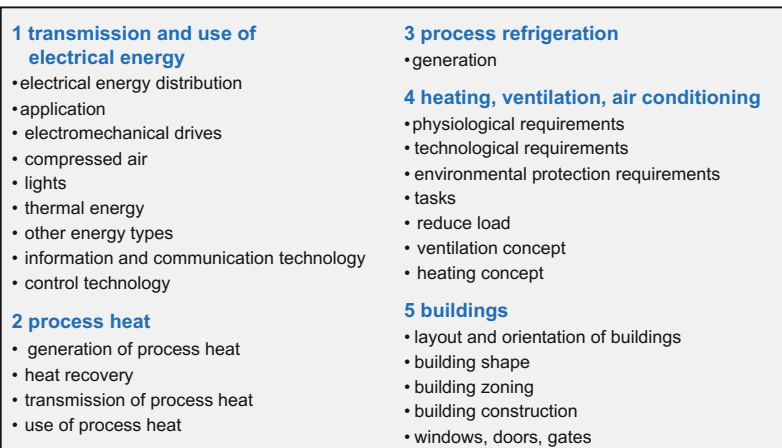 1 transmission and use of
electrical energy
•electrical energy distribution
•application
• electromechanical drives
• compressed air
• lights
• thermal energy
• other energy types
• information and communication technology
• control technology
2 process heat
• generation of process heat
• heat recovery
• transmission of process heat
• use of process heat
3 process refrigeration
•generation
4 heating, ventilation, air conditioning
•physiological requirements
•technological requirements
•environmental protection requirements
•tasks
• reduce load
• ventilation concept
• heating concept
5 buildings
•layout and orientation of buildings
•building shape
•building zoning
•building construction
•windows, doors, gates